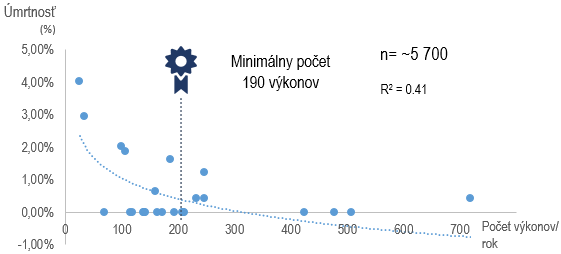 Úmrtnosť
(%)
5,00%
4,00%
3,00%
2,00%
1,00%
0,00%
-1,00%
Minimálny počet
190 výkonov
n= ~5 700
R² = 0.41
0
100
200
300
400
500
600
700
Počet výkonov/
rok